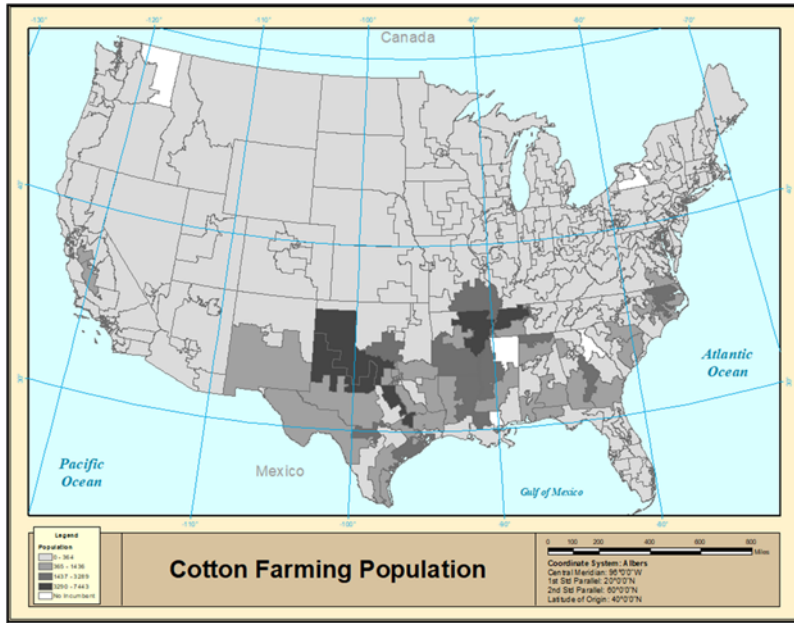 -130°
-120°
-110°
-100°
-90°
-80°
-70°
Canada
40°
40°
30°
30°
Atlantic
Ocean
Pacific
Ocean
Mexico
Gulf of Mexico
-110°
-100°
-90°
-80°
Legend
Population
0 - 364
365 - 1436
1437 - 3289
3290 - 7443
No Incumbent
Cotton Farming Population
0 100 200 400 600 800
Miles
Coordinate System: Albers
Central Meridian: 96°0'0"W
1st Std Parallel: 20°0'0"N
2nd Std Parallel: 60°0'0"N
Latitude of Origin: 40°0'0"N